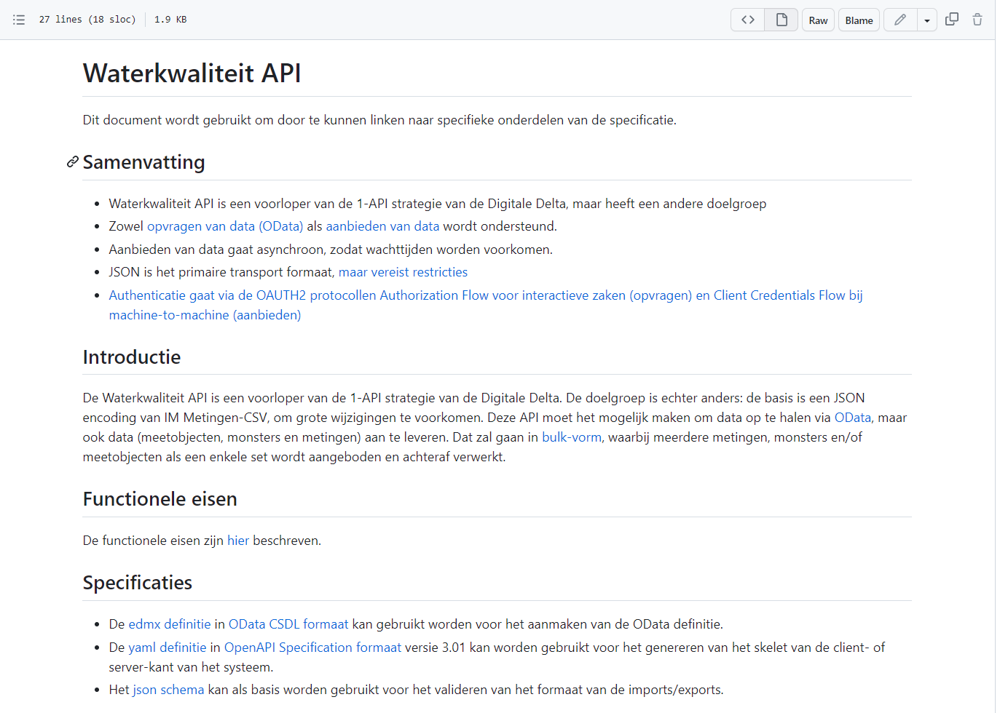 27 lines (18 sloc) 1.9 KB Raw Blame
Waterkwaliteit API
Dit document wordt gebruikt om door te kunnen linken naar specifieke onderdelen van de specificatie.
Samenvatting
Waterkwaliteit API is een voorloper van de 1-API strategie van de Digitale Delta, maar heeft een andere doelgroep
Zowel opvragen van data (OData) als aanbieden van data wordt ondersteund.
Aanbieden van data gaat asynchroon, zodat wachttijden worden voorkomen.
JSON is het primaire transport formaat, maar vereist restricties
Authenticatie gaat via de OAUTH2 protocollen Authorization Flow voor interactieve zaken (opvragen) en Client Credentials Flow bij
machine-to-machine (aanbieden)
Introductie
De Waterkwaliteit API is een voorloper van de 1-API strategie van de Digitale Delta. De doelgroep is echter anders: de basis is een JSON
encoding van IM Metingen-CSV, om grote wijzigingen te voorkomen. Deze API moet het mogelijk maken om data op te halen via OData, maar
ook data (meetobjecten, monsters en metingen) aan te leveren. Dat zal gaan in bulk-vorm, waarbij meerdere metingen, monsters en/of
meetobjecten als een enkele set wordt aangeboden en achteraf verwerkt.
Functionele eisen
De functionele eisen zijn hier beschreven.
Specificaties
De edmx definitie in OData CSDL formaat kan gebruikt worden voor het aanmaken van de OData definitie.
De yaml definitie in OpenAPI Specification formaat versie 3.01 kan worden gebruikt voor het genereren van het skelet van de client- of
server-kant van het systeem.
Het json schema kan als basis worden gebruikt voor het valideren van het formaat van de imports/exports.